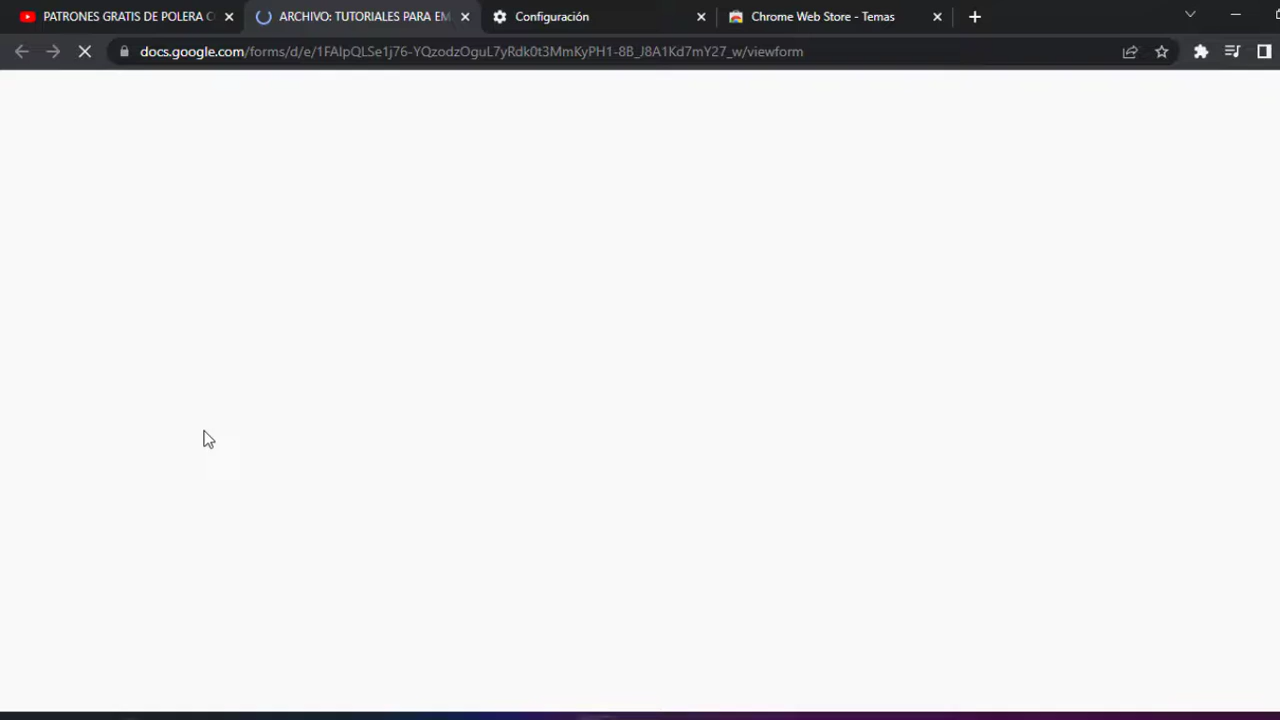 PATRONES GRATIS DE POLERA C
ARCHIVO: TUTORIALES PARA EM
Configuración
Chrome Web Store - Temas
docs.google.com/forms/d/e/1FAIpQLSe1j76-YQzodzOguL7yRdk0t3MmKyPH1-8B_J8A1Kd7mY27_w/viewform